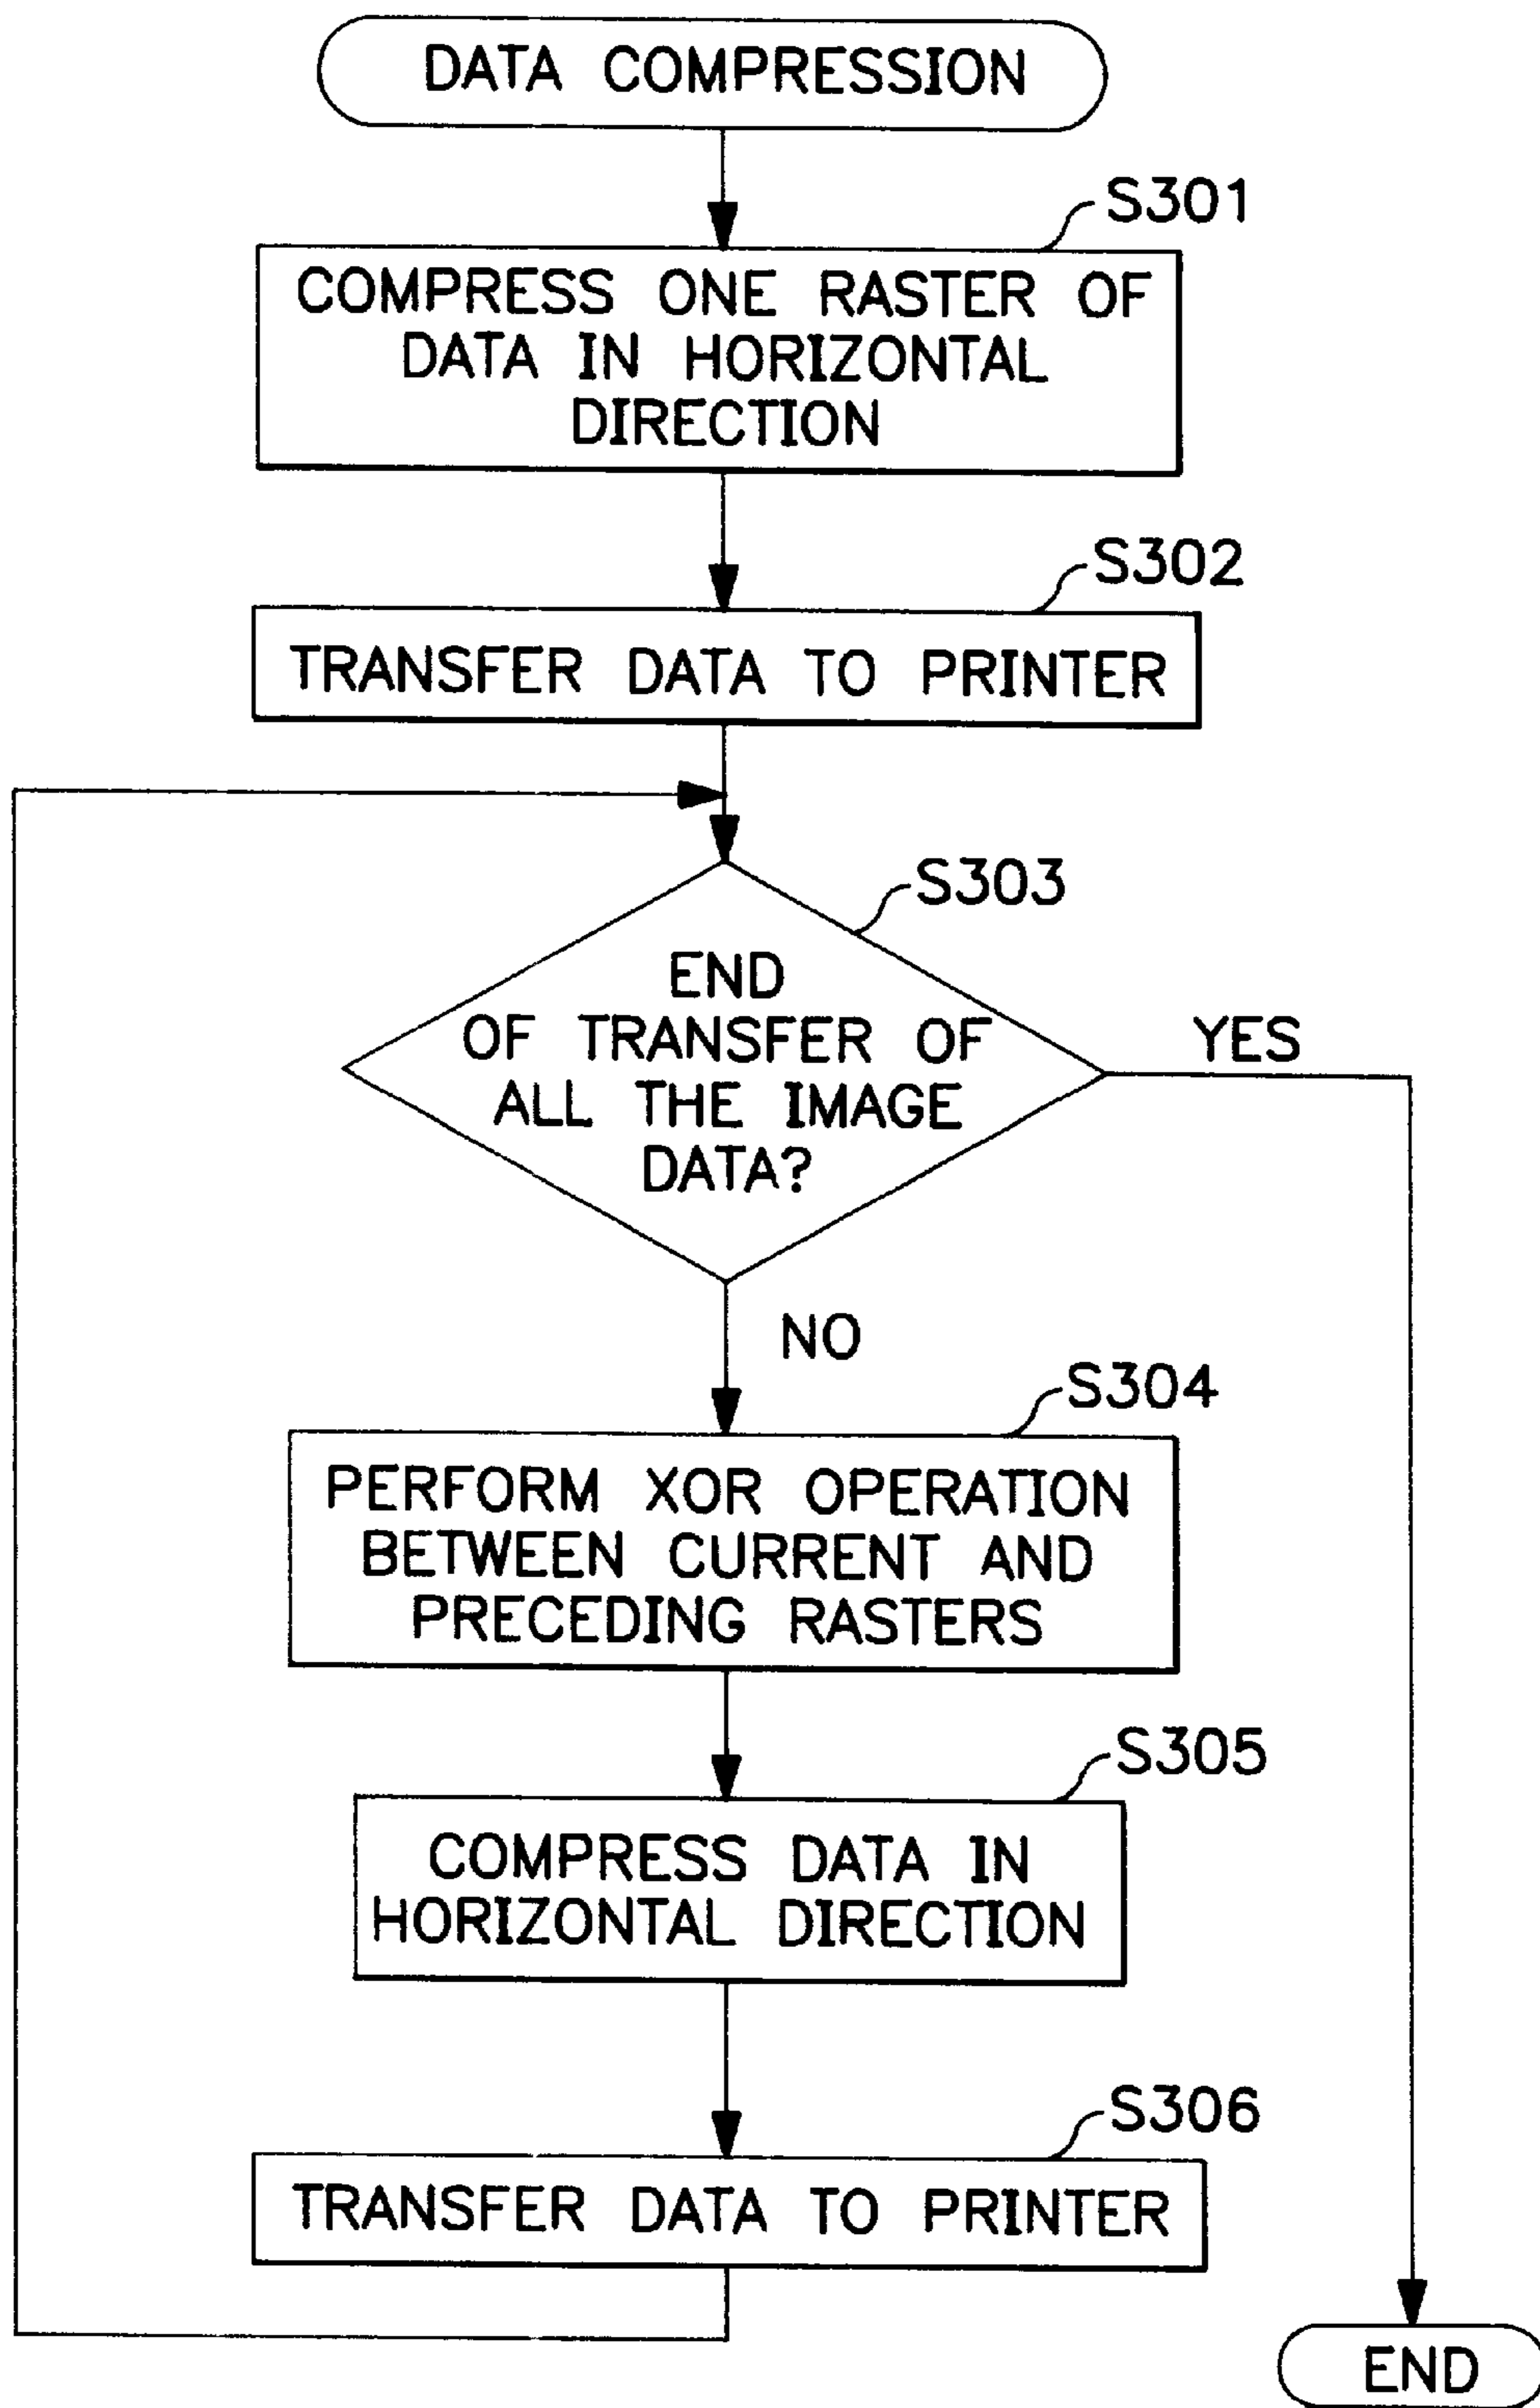 DATA COMPRESSION
S301
COMPRESS ONE RASTER OF
DATA IN HORIZONTAL
DIRECTION
S302
TRANSFER DATA TO PRINTER
S303
END
OF TRANSFER OF
ALL THE IMAGE
DATA?
YES
NO
S304
PERFORM XOR OPERATION
BETWEEN CURRENT AND
PRECEDING RASTERS
S305
COMPRESS DATA IN
HORIZONTAL DIRECTION
S306
TRANSFER DATA TO PRINTER
END